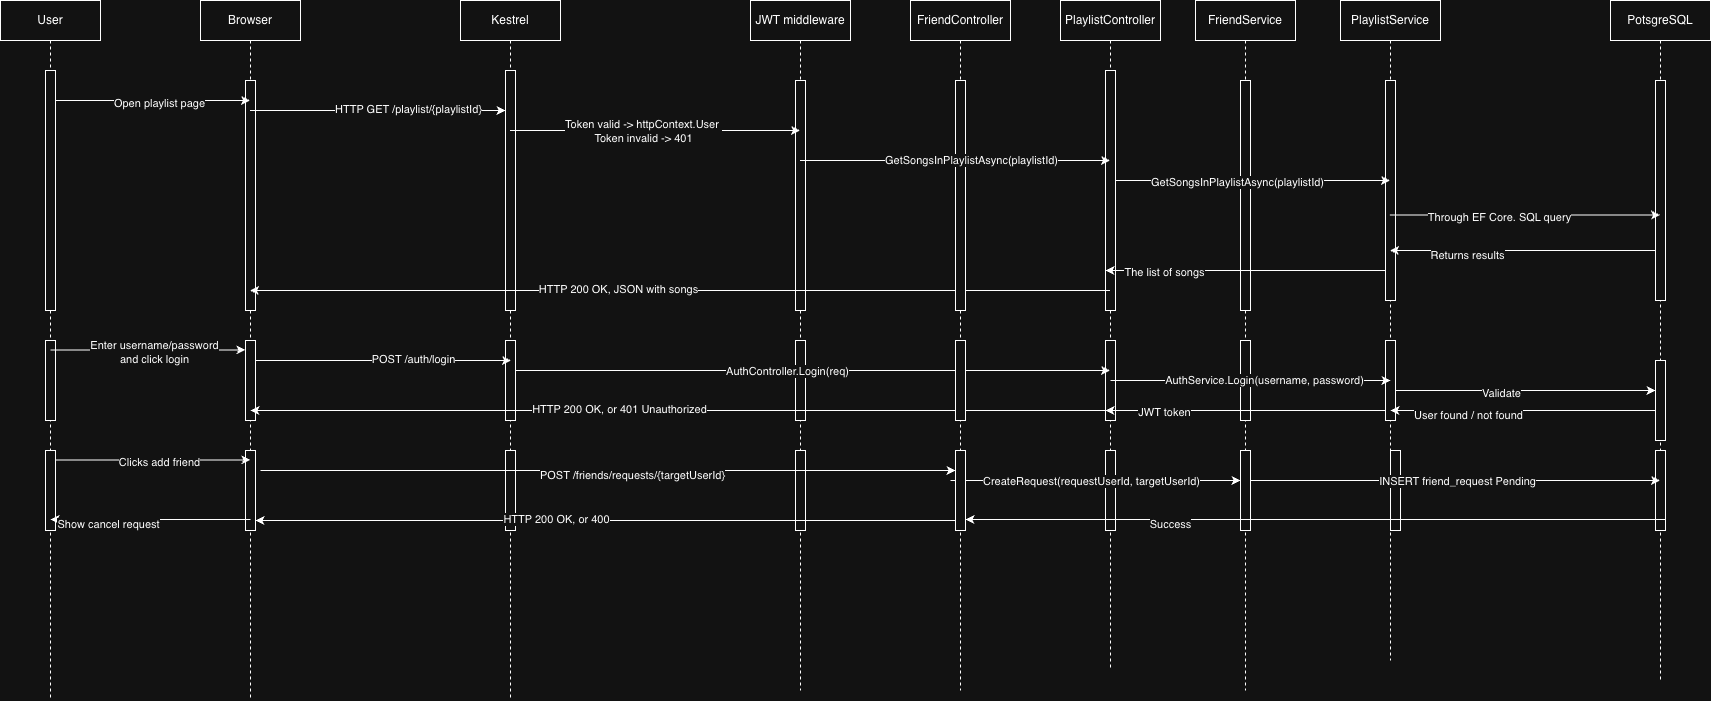 User
Browser
Kestrel
JWT middleware
FriendController
PlaylistController
FriendService
PlaylistService
PotsgreSQL
Open playlist page
HTTP GET /playlist/{playlistId}
Token valid -> httpContext.User
Token invalid -> 401
GetSongsInPlaylistAsync(playlistId)
GetSongsInPlaylistAsync(playlistId)
Through EF Core. SQL query
Returns results
The list of songs
HTTP 200 OK, JSON with songs
Enter username/password
and click login
POST /auth/login
AuthController.Login(req)
AuthService.Login(username, password)
Validate
User found / not found
JWT token
HTTP 200 OK, or 401 Unauthorized
Clicks add friend
POST /friends/requests/{targetUserId}
CreateRequest(requestUserId, targetUserId)
INSERT friend_request Pending
Success
HTTP 200 OK, or 400
Show cancel request